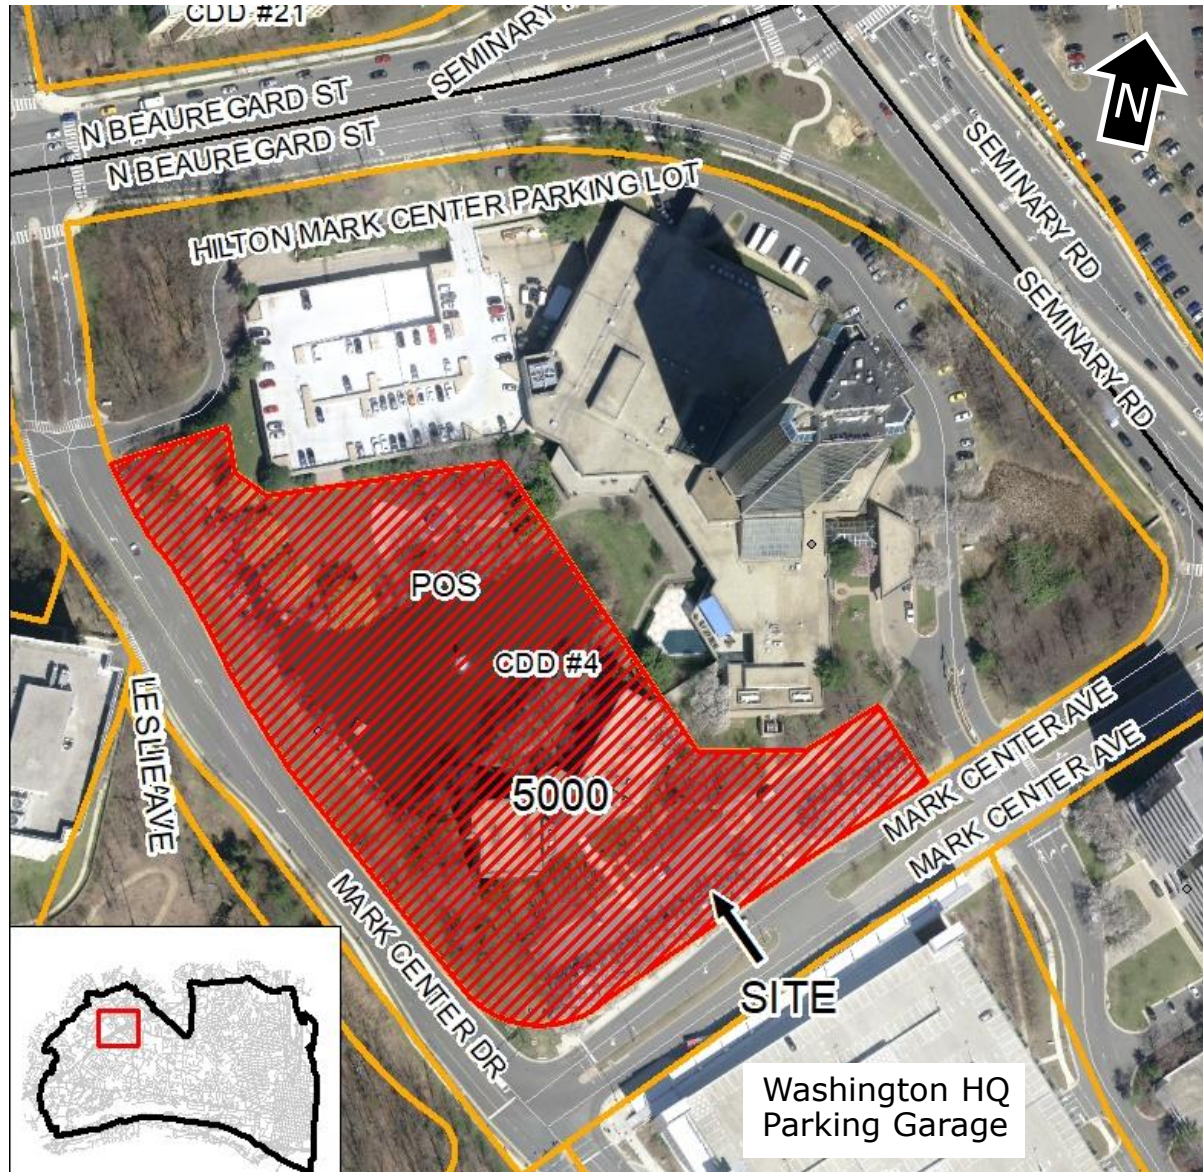 CDD #21
SEMINARY
N BEAUREGARD ST
N BEAUREGARD ST
N
HILTON MARK CENTER PARKING LOT
SEMINARY RD
SEMINARY RD
POS
CDD #4
LESLIE AVE
5000
MARK CENTER AVE
MARK CENTER AVE
MARK CENTER DR
SITE
Washington HQ
Parking Garage